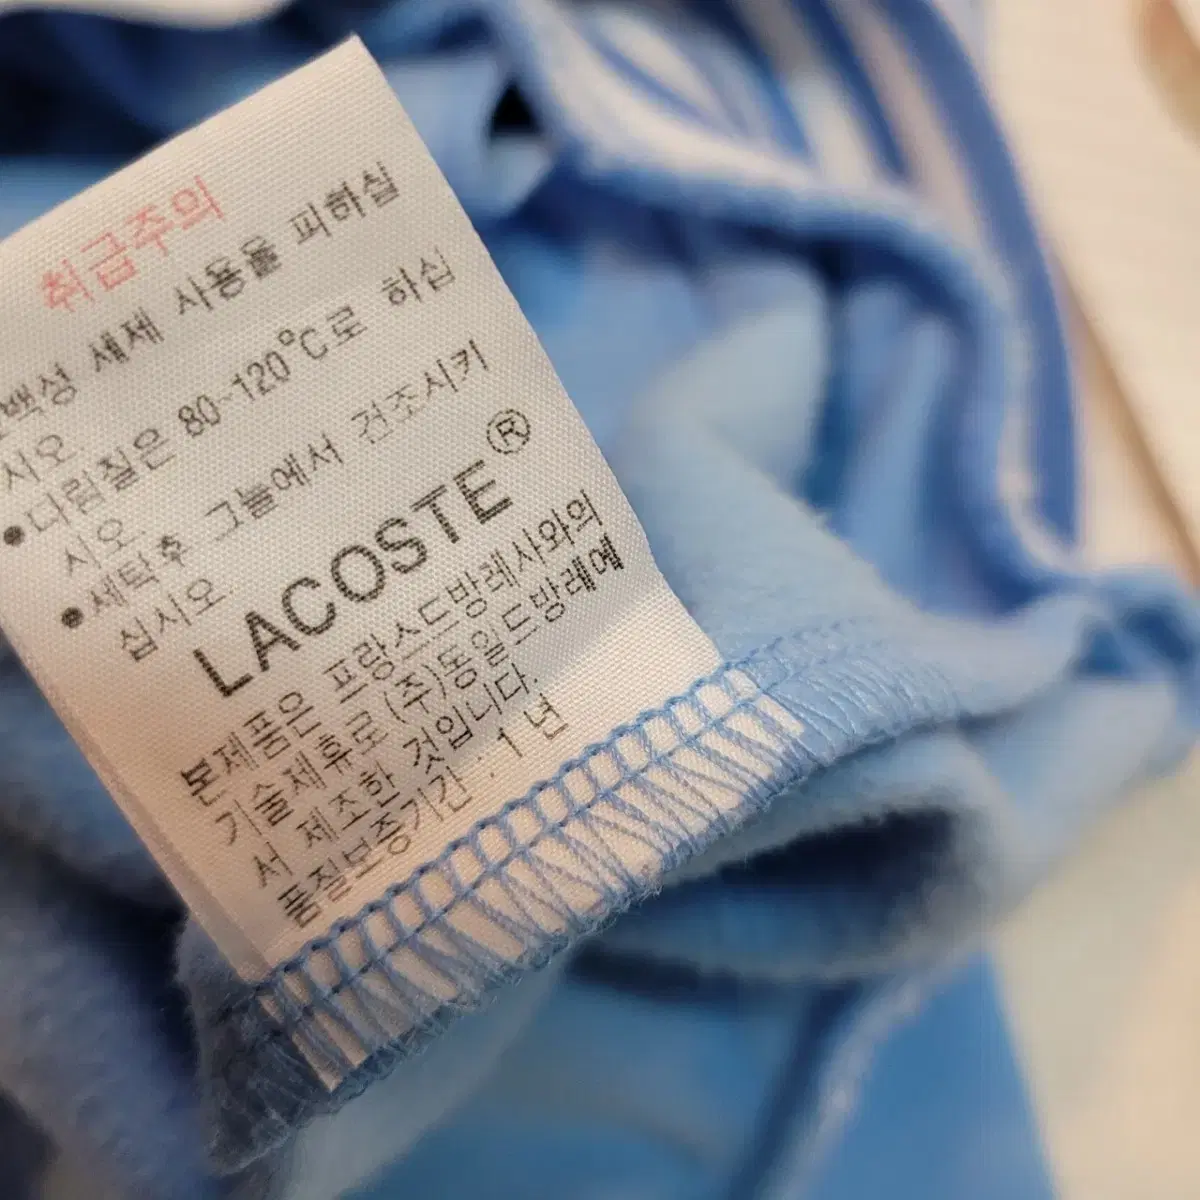 취급주의
백성 세제 사용을 피하십
시오
●다림질은 80~120℃로 하십
시오.
●세탁후 그늘에서 건조시키
십시오.
LACOSTE®
본제품은 프랑스드방레사와의
기술제휴로 (주)동일드방레에
서 제조한 것입니다.
품질보증기간 : 1 년